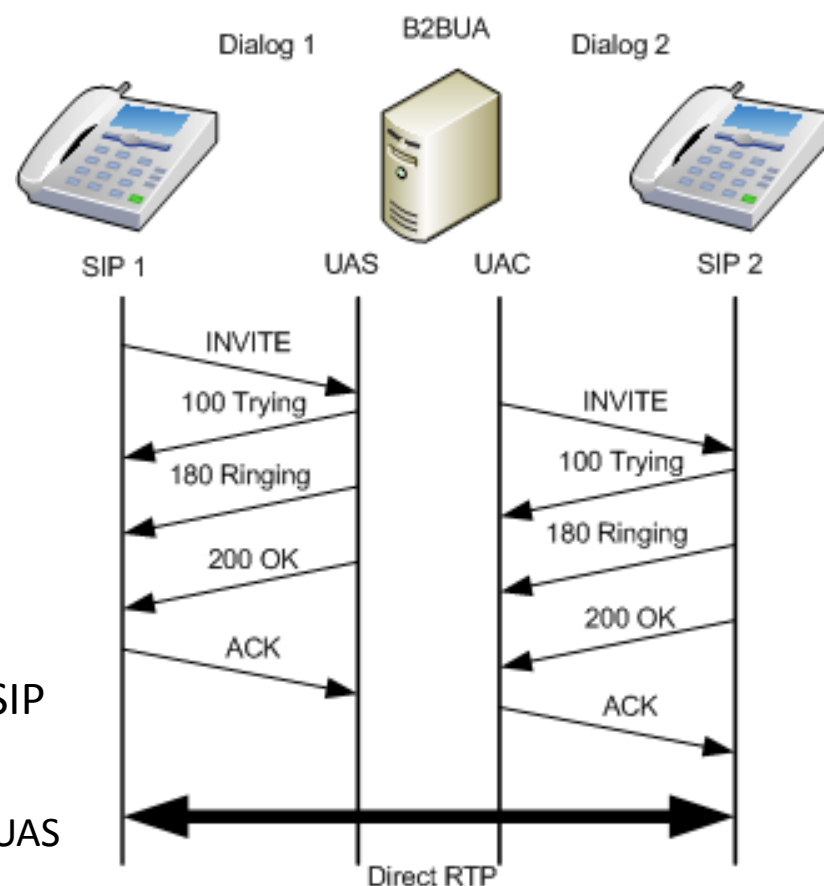 Dialog 1
B2BUA
Dialog 2
SIP 1
UAS
UAC
SIP 2
INVITE
100 Trying
INVITE
180 Ringing
100 Trying
200 OK
180 Ringing
ACK
200 OK
SIP
ACK
UAS
Direct RTP